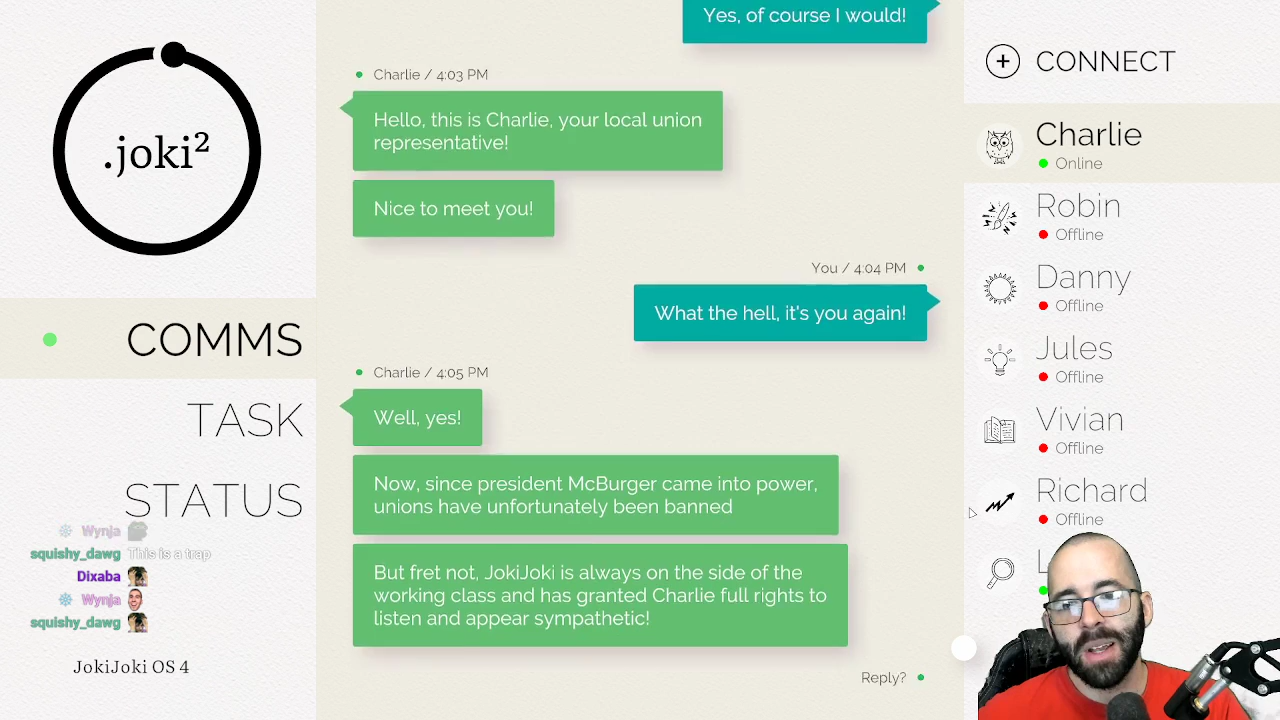 .joki²
COMMS
TASK
STATUS
Wynja
squishy_dawg This is a trap
Dixaba
Wynja
squishy_dawg
JokiJoki OS 4
Yes, of course I would!
Charlie / 4:03 PM
Hello, this is Charlie, your local union
representative!
Nice to meet you!
You / 4:04 PM
What the hell, it's you again!
Charlie / 4:05 PM
Well, yes!
Now, since president McBurger came into power,
unions have unfortunately been banned
But fret not, JokiJoki is always on the side of the
working class and has granted Charlie full rights to
listen and appear sympathetic!
Reply?
+ CONNECT
Charlie
Online
Robin
Offline
Danny
Offline
Jules
Offline
Vivian
Offline
Richard
Offline